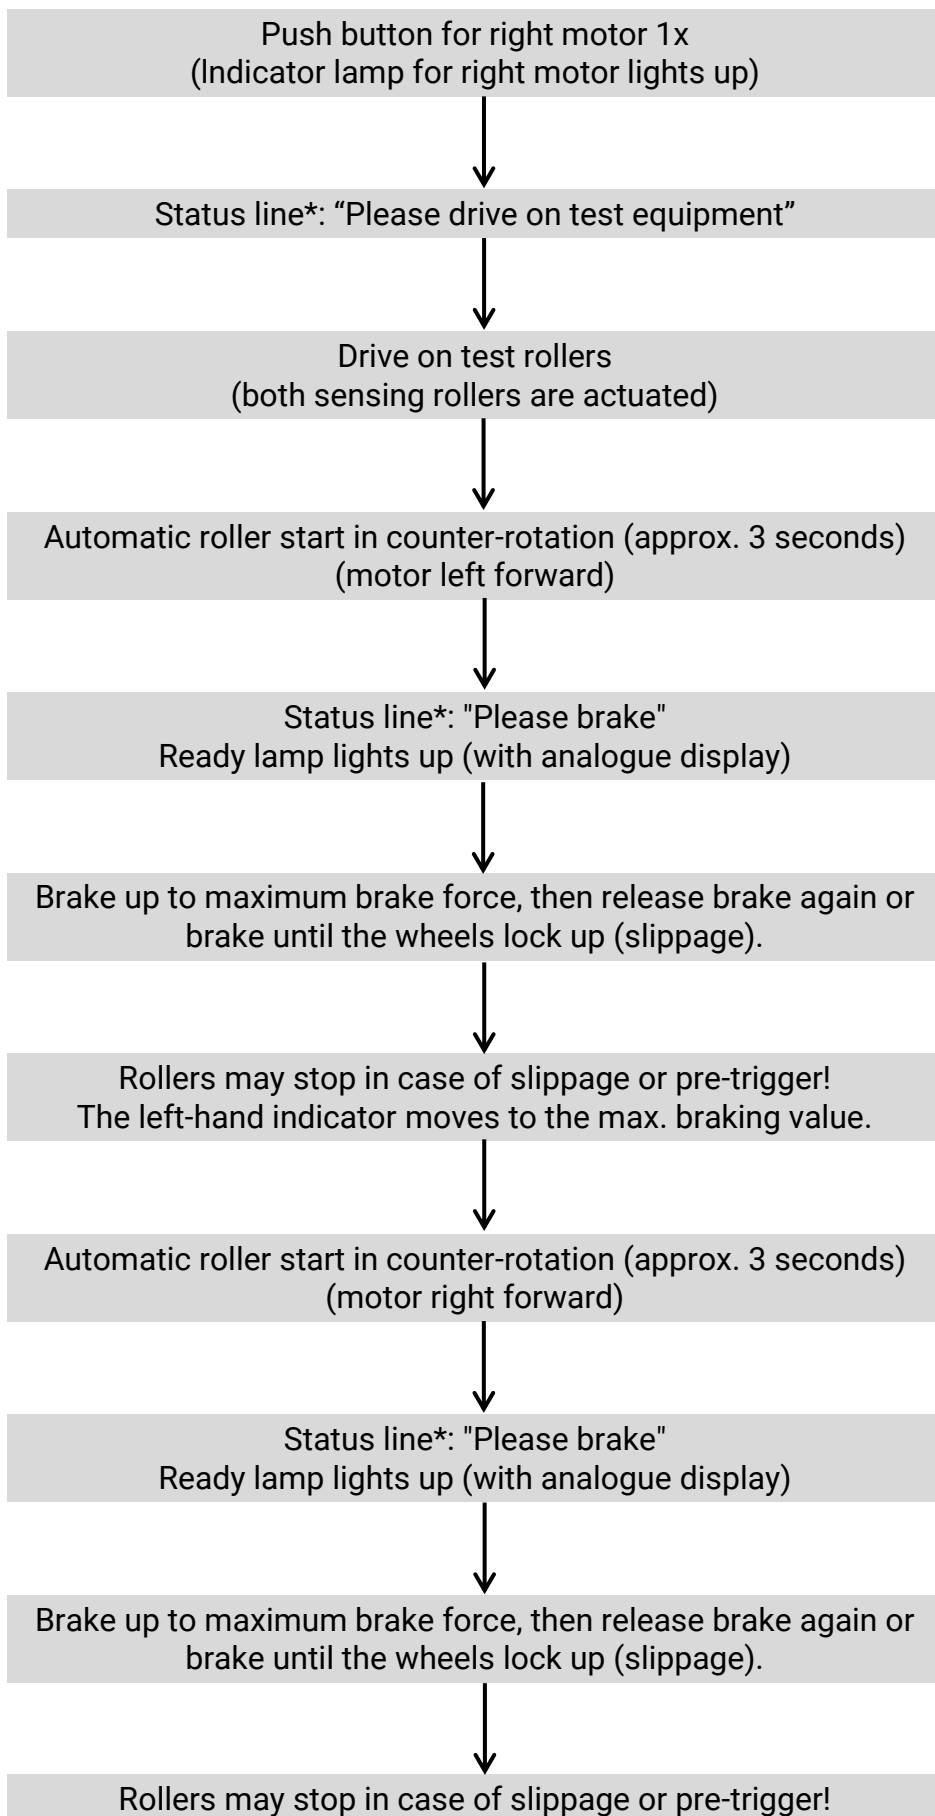 Push button for right motor 1x
(Indicator lamp for right motor lights up)
Status line*: “Please drive on test equipment”
Drive on test rollers
(both sensing rollers are actuated)
Automatic roller start in counter-rotation (approx. 3 seconds)
(motor left forward)
Status line*: "Please brake"
Ready lamp lights up (with analogue display)
Brake up to maximum brake force, then release brake again or
brake until the wheels lock up (slippage).
Rollers may stop in case of slippage or pre-trigger!
The left-hand indicator moves to the max. braking value.
Automatic roller start in counter-rotation (approx. 3 seconds)
(motor right forward)
Status line*: "Please brake"
Ready lamp lights up (with analogue display)
Brake up to maximum brake force, then release brake again or
brake until the wheels lock up (slippage).
Rollers may stop in case of slippage or pre-trigger!